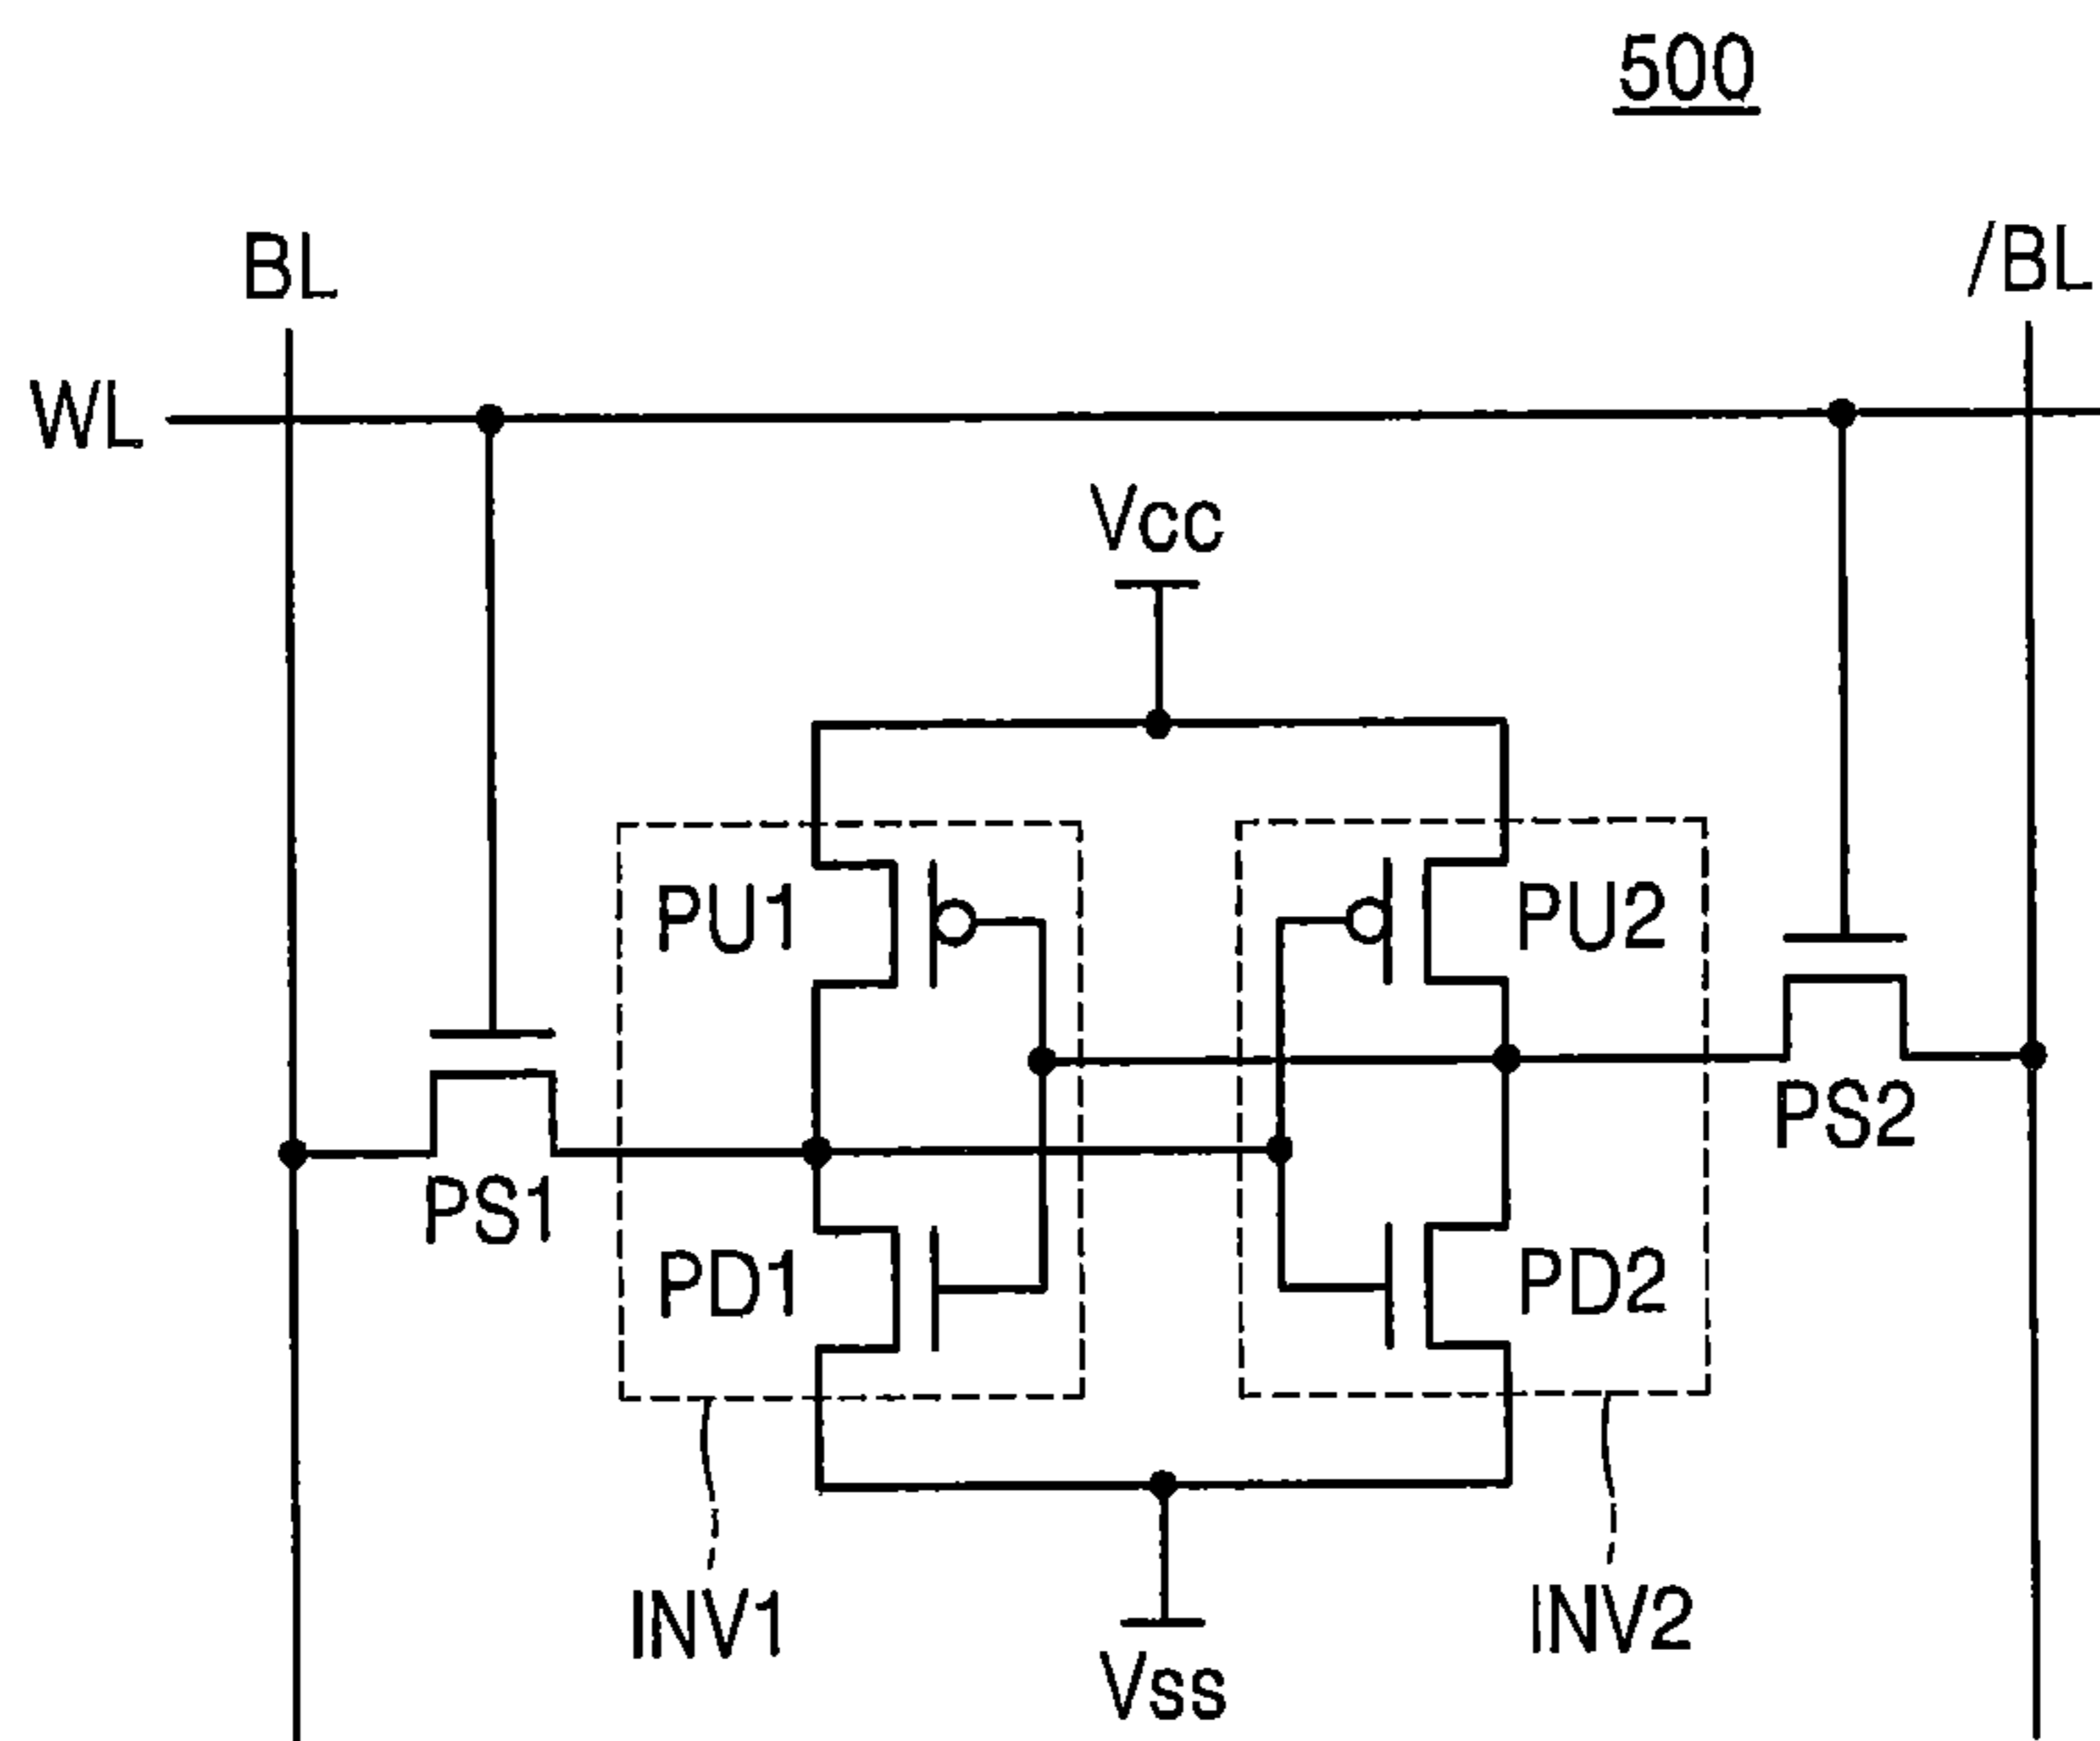 500
BL
/BL
WL
Vcc
PU1
PU2
PS2
PS1
PD1
PD2
INV1
INV2
Vss